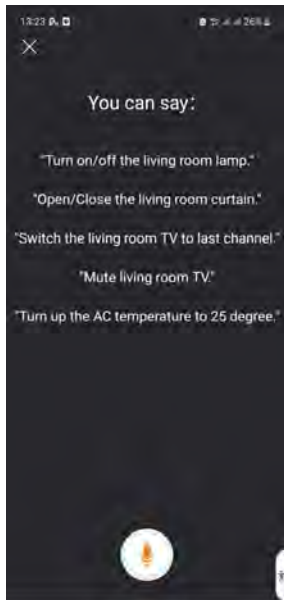 13:23
26%
You can say:
"Turn on/off the living room lamp."
"Open/Close the living room curtain."
"Switch the living room TV to last channel."
"Mute living room TV."
"Turn up the AC temperature to 25 degree."